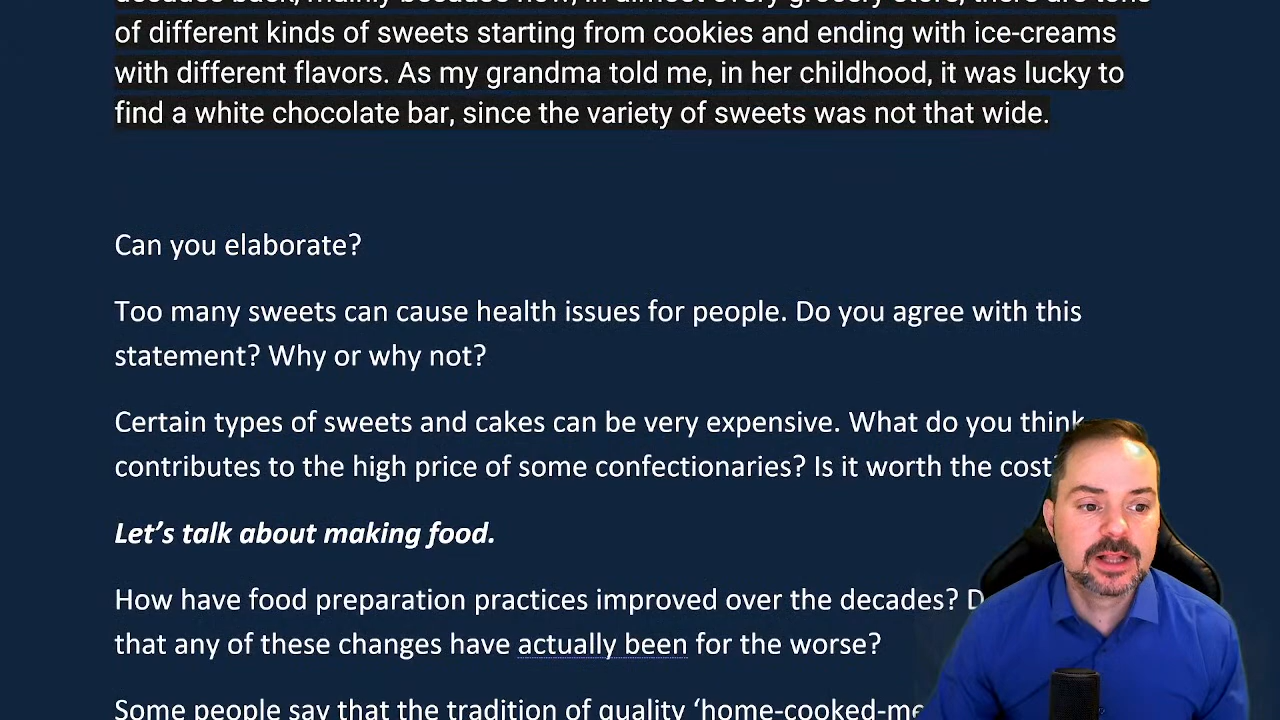 of different kinds of sweets starting from cookies and ending with ice-creams
with different flavors. As my grandma told me, in her childhood, it was lucky to
find a white chocolate bar, since the variety of sweets was not that wide.
Can you elaborate?
Too many sweets can cause health issues for people. Do you agree with this
statement? Why or why not?
Certain types of sweets and cakes can be very expensive. What do you think
contributes to the high price of some confectionaries? Is it worth the cost
Let’s talk about making food.
How have food preparation practices improved over the decades?
that any of these changes have actually been for the worse?
Some people say that the tradition of quality